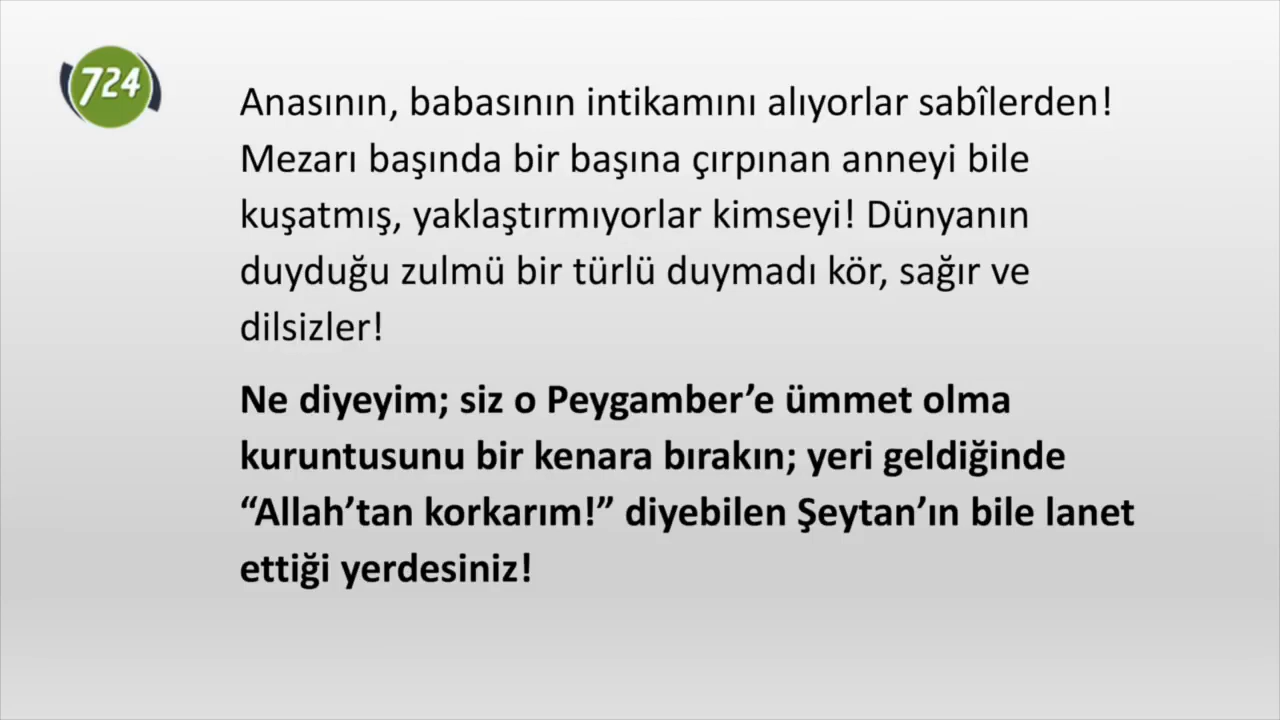 724
Anasının, babasının intikamını alıyorlar sabîlerden!
Mezarı başında bir başına çırpınan anneyi bile
kuşatmış, yaklaştırmıyorlar kimseyi! Dünyanın
duyduğu zulmü bir türlü duymadı kör, sağır ve
dilsizler!
Ne diyeyim; siz o Peygamber’e ümmet olma
kuruntusunu bir kenara bırakın; yeri geldiğinde
“Allah’tan korkarım!” diyebilen Şeytan’ın bile lanet
ettiği yerdesiniz!